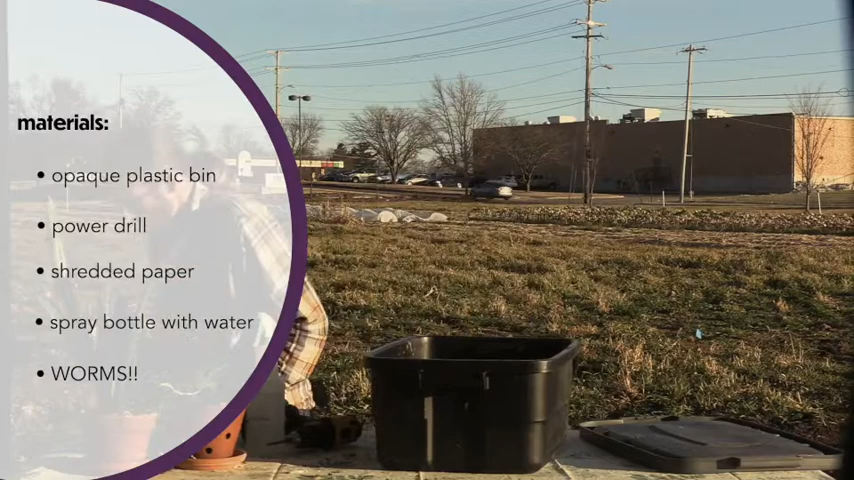 materials:
• opaque plastic bin
• power drill
• shredded paper
• spray bottle with water
• WORMS!!